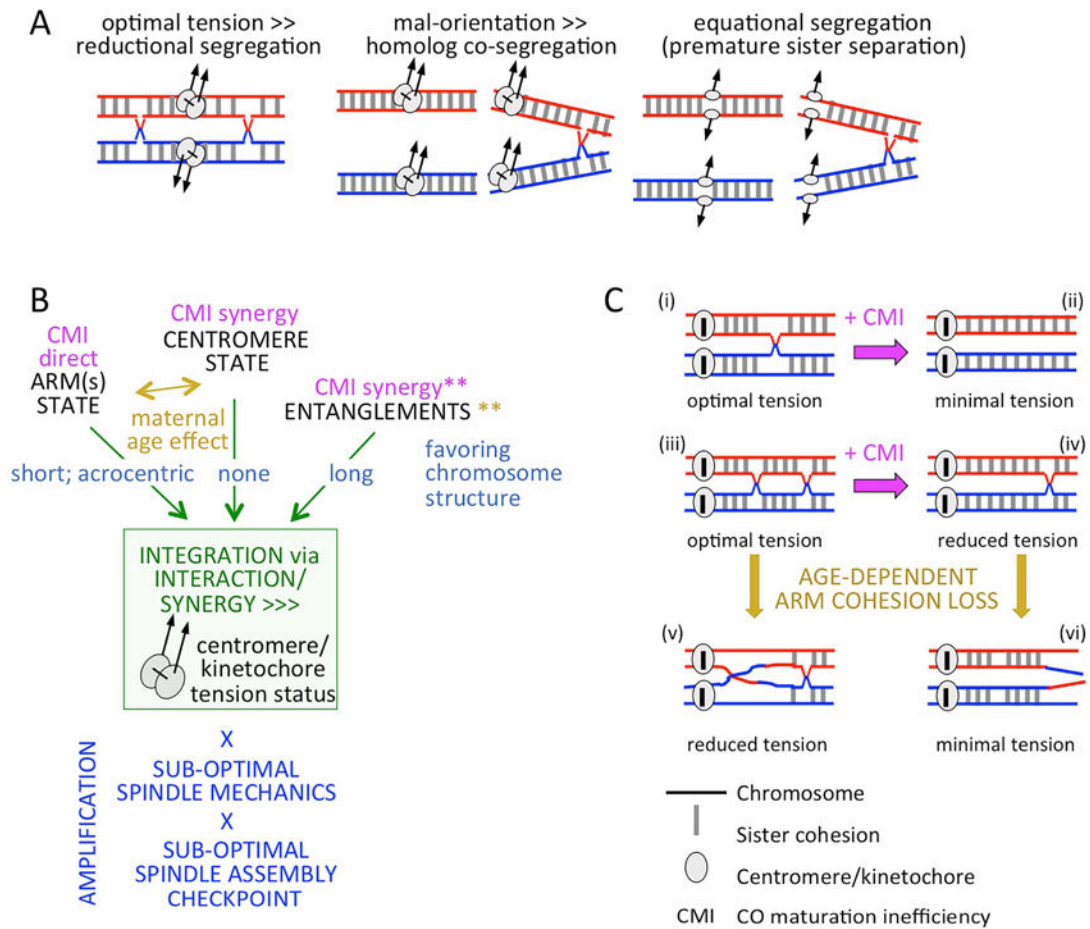 A
optimal tension >>
reductional segregation
mal-orientation >>
homolog co-segregation
equational segregation
(premature sister separation)
B
CMI
direct
ARM(s)
STATE
CMI synergy
CENTROMERE
STATE
CMI synergy**
ENTANGLEMENTS **
maternal
age effect
short; acrocentric
none
long
favoring
chromosome
structure
INTEGRATION via
INTERACTION/
SYNERGY >>>
centromere/
kinetochore
tension status
AMPLIFICATION
X
SUB-OPTIMAL
SPINDLE MECHANICS
X
SUB-OPTIMAL
SPINDLE ASSEMBLY
CHECKPOINT
C
(i)
+ CMI
(ii)
optimal tension
minimal tension
(iii)
+ CMI
(iv)
optimal tension
reduced tension
AGE-DEPENDENT
ARM COHESION LOSS
(v)
(vi)
reduced tension
minimal tension
Chromosome
Sister cohesion
Centromere/kinetochore
CMI CO maturation inefficiency